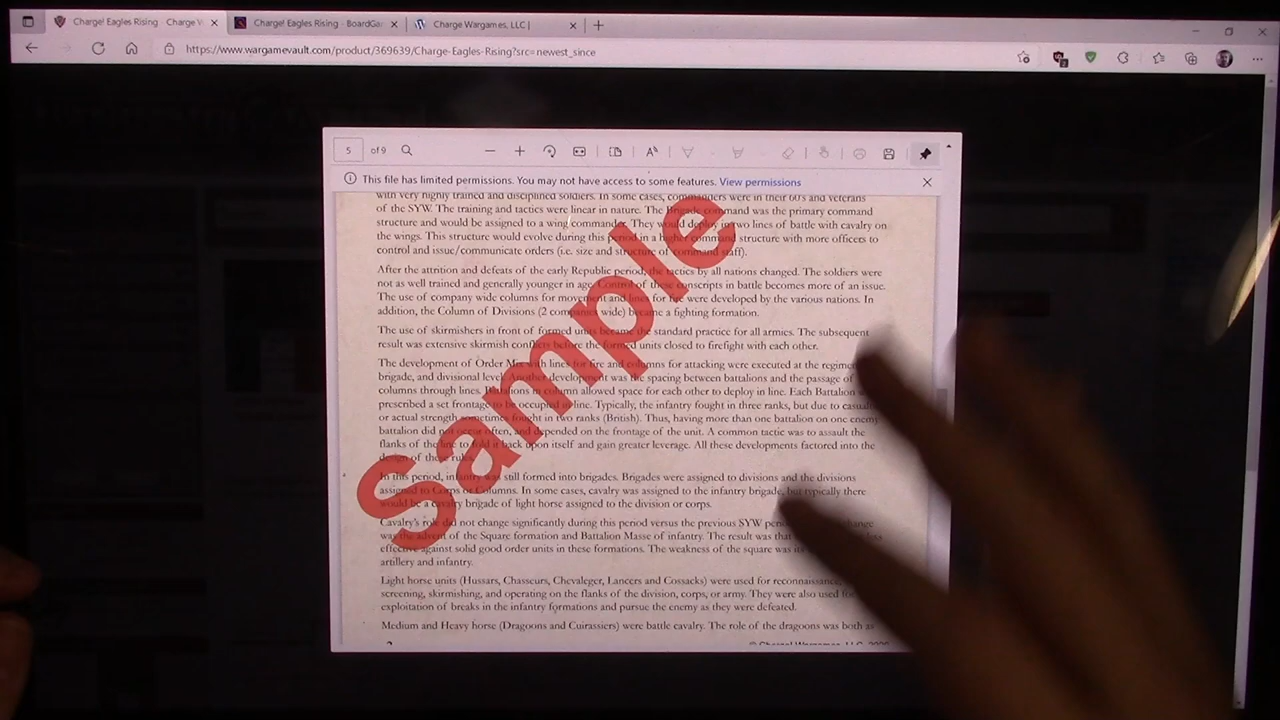 Charge! Eagles Rising - Charge W
Charge! Eagles Rising - BoardGa
Charge Wargames, LLC |
https://www.wargamevault.com/product/369639/Charge-Eagles-Rising?src=newest_since
5 of 9
This file has limited permissions. You may not have access to some features. View permissions
with very highly trained and disciplined soldiers. In some cases, commanders were in their 60's and veterans
of the SYW. The training and tactics were linear in nature. The Brigade command was the primary command
structure and would be assigned to a wing commander. They would deploy in two lines of battle with cavalry on
the wings. This structure would evolve during this period in a higher command structure with more officers to
control and issue/communicate orders (i.e. size and structure of command staff).
After the attrition and defeats of the early Republic period, the tactics by all nations changed. The soldiers were
not as well trained and generally younger in age. Control of these conscripts in battle becomes more of an issue.
The use of company wide columns for movement and lines for fire were developed by the various nations. In
addition, the Column of Divisions (2 companies wide) became a fighting formation.
The use of skirmishers in front of formed units became the standard practice for all armies. The subsequent
result was extensive skirmish conflicts before the formed units closed to firefight with each other.
The development of Order Mix with lines for fire and columns for attacking were executed at the regime
brigade, and divisional level. Another development was the spacing between battalions and the passage of
columns through lines. Battalions in column allowed space for each other to deploy in line. Each Battalion
prescribed a set frontage to be occupied in line. Typically, the infantry fought in three ranks, but due to casual
or actual strength sometimes fought in two ranks (British). Thus, having more than one battalion on one enemy
battalion did not occur often, and depended on the frontage of the unit. A common tactic was to assault the
flanks of the line to fold it back upon itself and gain greater leverage. All these developments factored into the
design of these rules.
In this period, infantry was still formed into brigades. Brigades were assigned to divisions and the divisions
assigned to Corps or Columns. In some cases, cavalry was assigned to the infantry brigade, but typically there
would be a cavalry brigade of light horse assigned to the division or corps.
Cavalry's role did not change significantly during this period versus the previous SYW change
was the advent of the Square formation and Battalion Masse of infantry. The result was that less
effective against solid good order units in these formations. The weakness of the square was
artillery and infantry.
Light horse units (Hussars, Chasseurs, Chevaleger, Lancers and Cossacks) were used for reconnaissance,
screening, skirmishing, and operating on the flanks of the division, corps, or army. They were also used
exploitation of breaks in the infantry formations and pursue the enemy as they were defeated.
Medium and Heavy horse (Dragoons and Cuirassiers) were battle cavalry. The role of the dragoons was both as
Sample